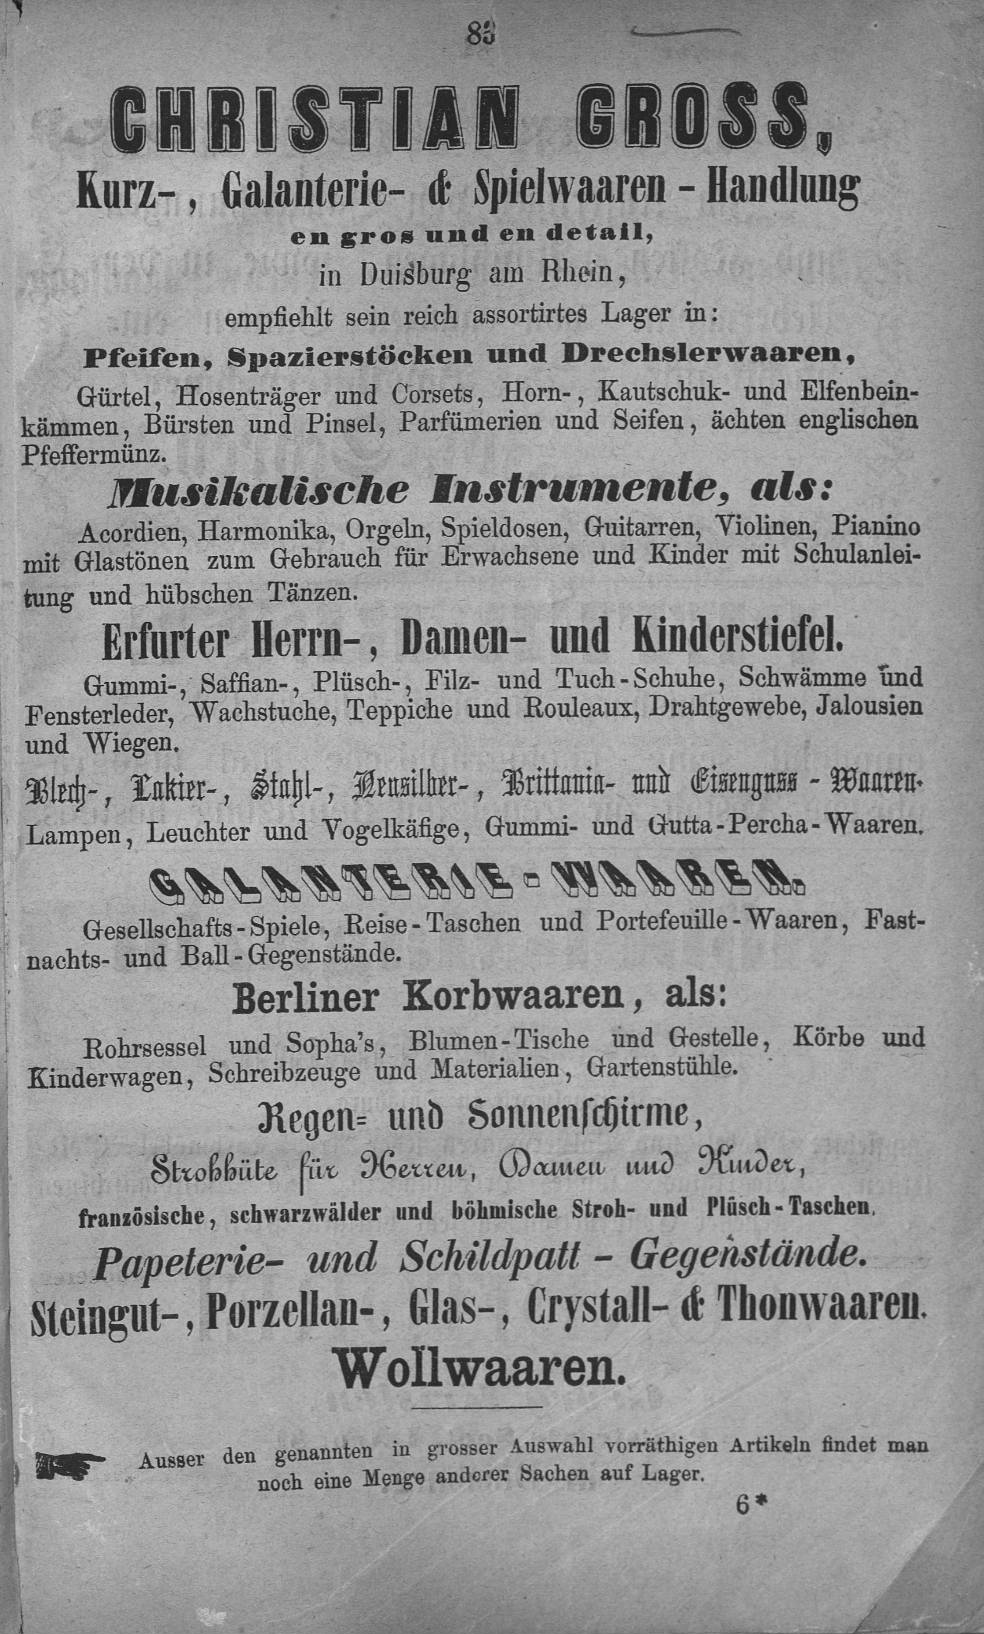 83
CHRISTIAN GROSS,
Kurz-, Galanterie- & Spielwaaren-Handlung
en gros und en detail,
in Duisburg am Rhein,
empfiehlt sein reich assortirtes Lager in:
Pfeifen, Spazierstöcken und Drechslerwaaren,
Gürtel, Hosenträger und Corsets, Horn-, Kautschuk- und Elfenbein-
kämmen, Bürsten und Pinsel, Parfümerien und Seifen, ächten englischen
Pfeffermünz.
Musikalische Instrumente, als:
Acordien, Harmonika, Orgeln, Spieldosen, Guitarren, Violinen, Pianino
mit Glastönen zum Gebrauch für Erwachsene und Kinder mit Schulanlei-
tung und hübschen Tänzen.
Erfurter Herrn-, Damen- und Kinderstiefel.
Gummi-, Saffian-, Plüsch-, Filz- und Tuch-Schuhe, Schwämme und
Fensterleder, Wachstuche, Teppiche und Rouleaux, Drahtgewebe, Jalousien
und Wiegen.
Blech-, Lakier-, Stahl-, Neusilber-, Brittania- und Eisenguss-Waaren.
Lampen, Leuchter und Vogelkäfige, Gummi- und Gutta-Percha-Waaren.
GALANTERIE-WAAREN.
Gesellschafts-Spiele, Reise-Taschen und Portefeuille-Waaren, Fast-
nachts- und Ball-Gegenstände.
Berliner Korbwaaren, als:
Rohrsessel und Sopha's, Blumen-Tische und Gestelle, Körbe und
Kinderwagen, Schreibzeuge und Materialien, Gartenstühle.
Regen- und Sonnenschirme,
Strohhüte für Herren, Damen und Kinder,
französische, schwarzwälder und böhmische Stroh- und Plüsch-Taschen.
Papeterie- und Schildpatt-Gegenstände.
Steingut-, Porzellan-, Glas-, Crystall- & Thonwaaren.
Wollwaaren.
Ausser den genannten in grosser Auswahl vorräthigen Artikeln findet man
noch eine Menge anderer Sachen auf Lager.
6*